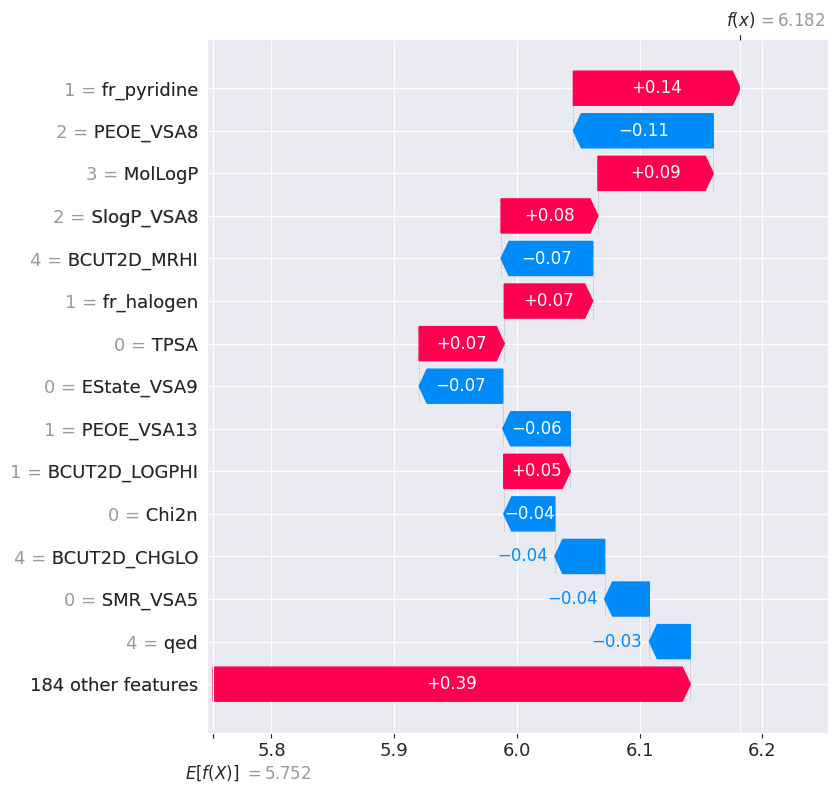 f(x) = 6.182
1 = fr_pyridine +0.14
2 = PEOE_VSA8 −0.11
3 = MolLogP +0.09
2 = SlogP_VSA8 +0.08
4 = BCUT2D_MRHI −0.07
1 = fr_halogen +0.07
0 = TPSA +0.07
0 = EState_VSA9 −0.07
1 = PEOE_VSA13 −0.06
1 = BCUT2D_LOGPHI +0.05
0 = Chi2n −0.04
4 = BCUT2D_CHGLO −0.04
0 = SMR_VSA5 −0.04
4 = qed −0.03
184 other features +0.39
5.8 5.9 6.0 6.1 6.2
E[f(X)] = 5.752